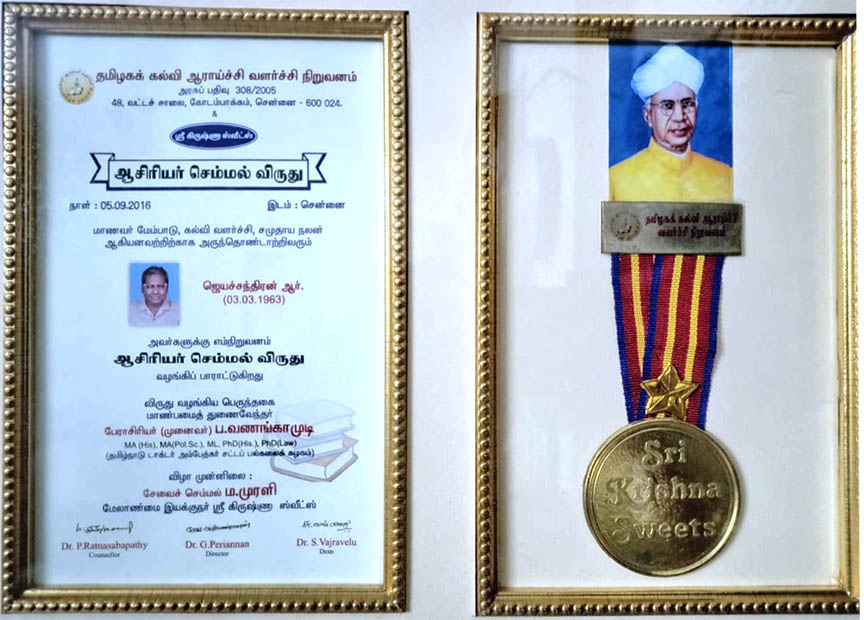 தமிழகக் கல்வி ஆராய்ச்சி வளர்ச்சி நிறுவனம்
அரசுப் பதிவு 308/2005
48, வட்டச் சாலை, கோடம்பாக்கம், சென்னை - 600 024.
&
ஸ்ரீ கிருஷ்ணா ஸ்வீட்ஸ்
ஆசிரியர் செம்மல் விருது
நாள் : 05.09.2016 இடம் : சென்னை
மாணவர் மேம்பாடு, கல்வி வளர்ச்சி, சமுதாய நலன்
ஆகியனவற்றிற்காக அருந்தொண்டாற்றிவரும்
ஜெயச்சந்திரன் ஆர்.
(03.03.1963)
அவர்களுக்கு எம்நிறுவனம்
ஆசிரியர் செம்மல் விருது
வழங்கிப் பாராட்டுகிறது
விருது வழங்கிய பெருந்தகை
மாண்பமைத் துணைவேந்தர்
பேராசிரியர் (முனைவர்) ப.வணங்காமுடி
MA (His), MA(Pol.Sc.), ML, PhD(His.), PhD(Law)
(தமிழ்நாடு டாக்டர் அம்பேத்கர் சட்டப் பல்கலைக் கழகம்)
விழா முன்னிலை :
சேவைச் செம்மல் ம.முரளி
மேலாண்மை இயக்குநர் ஸ்ரீ கிருஷ்ண ஸ்வீட்ஸ்
Dr. P.Ratnasabapathy Dr. G.Periannan Dr. S.Vajravelu
Counsellor Director Dean
தமிழகக் கல்வி ஆராய்ச்சி
வளர்ச்சி நிறுவனம்
Sri
Krishna
Sweets